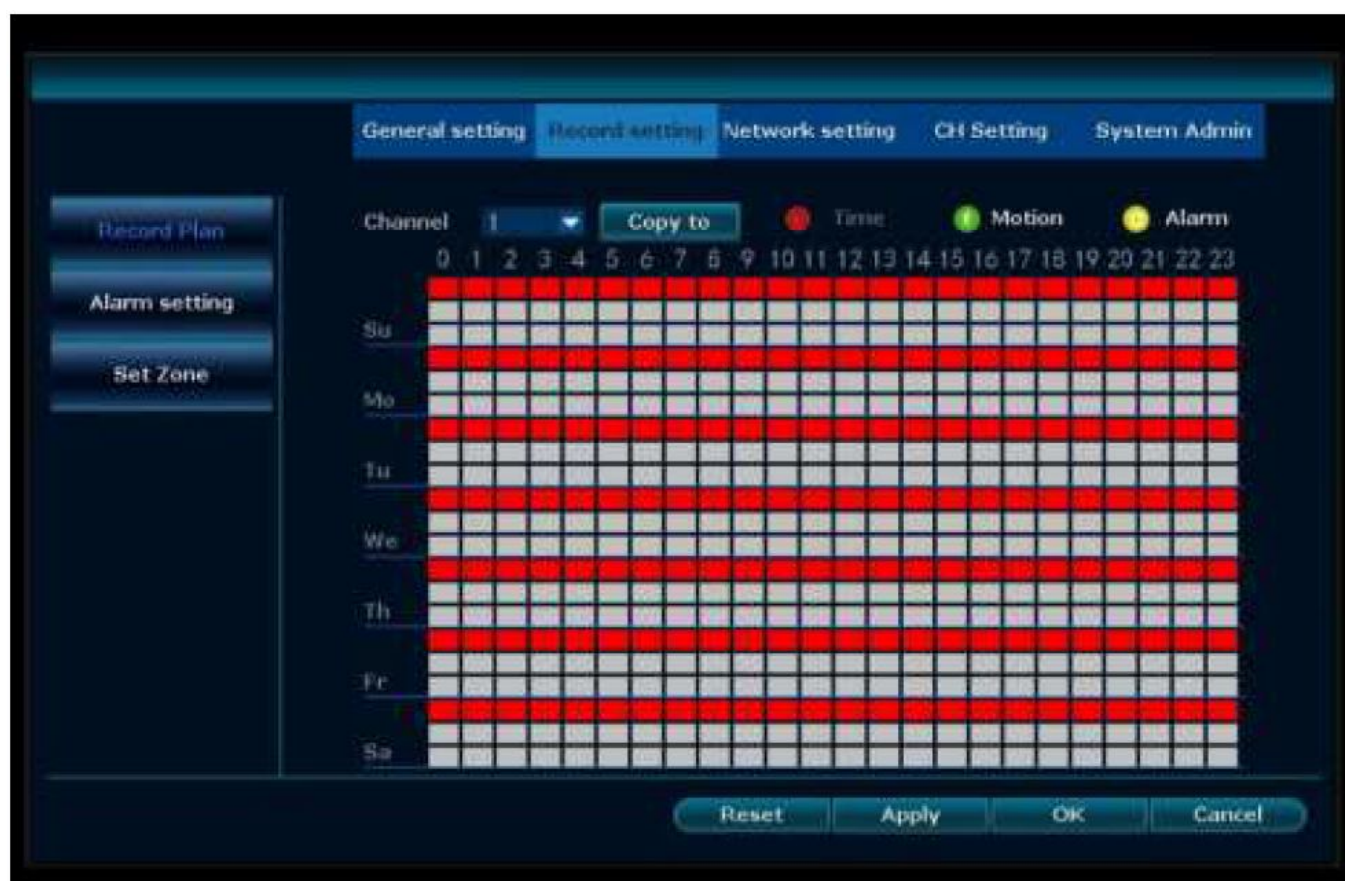 General setting Record setting Network setting CH Setting System Admin
Record Plan
Alarm setting
Set Zone
Channel 1 Copy to Time Motion Alarm
0 1 2 3 4 5 6 7 8 9 10 11 12 13 14 15 16 17 18 19 20 21 22 23
Su
Mo
Tu
We
Th
Fr
Sa
Reset Apply OK Cancel